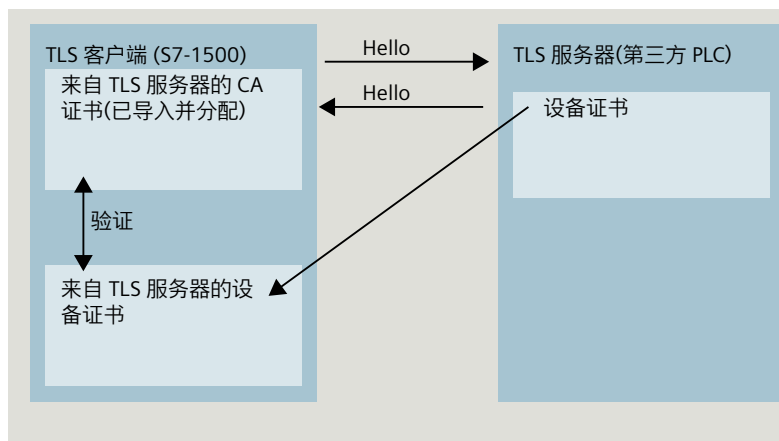 TLS 客户端 (S7-1500)
来自 TLS 服务器的 CA
证书(已导入并分配)
Hello
Hello
TLS 服务器(第三方 PLC)
设备证书
验证
来自 TLS 服务器的设
备证书